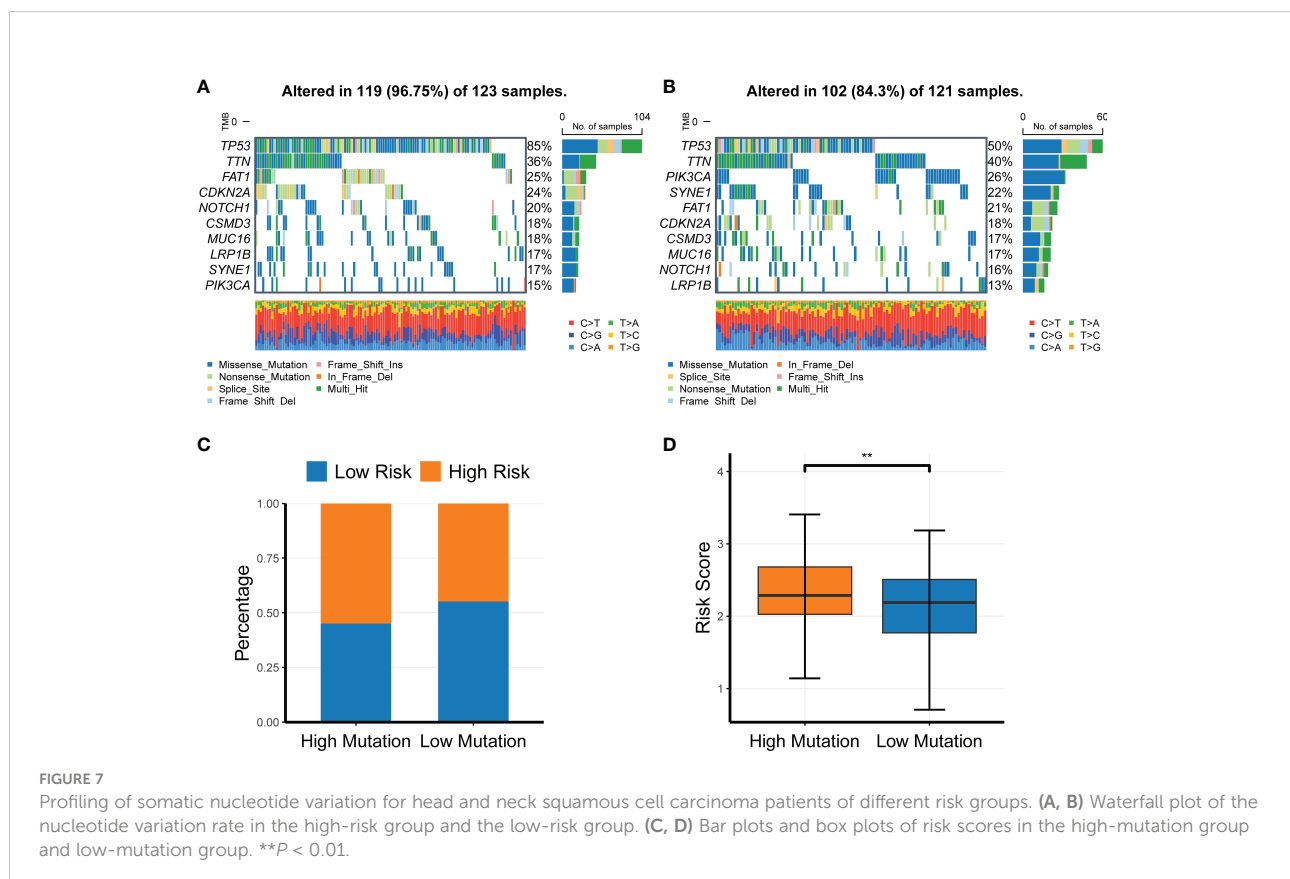 A
Altered in 119 (96.75%) of 123 samples.
TMB
0
0 104
No. of samples
TP53 85%
TTN 36%
FAT1 25%
CDKN2A 24%
NOTCH1 20%
CSMD3 18%
MUC16 18%
LRP1B 17%
SYNE1 17%
PIK3CA 15%
C>T T>A
C>G T>C
C>A T>G
Missense_Mutation Frame_Shift_Ins
Nonsense_Mutation In_Frame_Del
Splice_Site Multi_Hit
Frame Shift Del
B
Altered in 102 (84.3%) of 121 samples.
TMB
0
0 60
No. of samples
TP53 50%
TTN 40%
PIK3CA 26%
SYNE1 22%
FAT1 21%
CDKN2A 18%
CSMD3 17%
MUC16 17%
NOTCH1 16%
LRP1B 13%
C>T T>A
C>G T>C
C>A T>G
Missense_Mutation In_Frame_Del
Splice_Site Frame_Shift_Ins
Nonsense_Mutation Multi_Hit
Frame Shift Del
C
Low Risk High Risk
Percentage
1.00
0.75
0.50
0.25
0.00
High Mutation Low Mutation
D
**
Risk Score
4
3
2
1
High Mutation Low Mutation
FIGURE 7
Profiling of somatic nucleotide variation for head and neck squamous cell carcinoma patients of different risk groups. (A, B) Waterfall plot of the
nucleotide variation rate in the high-risk group and the low-risk group. (C, D) Bar plots and box plots of risk scores in the high-mutation group
and low-mutation group. **P < 0.01.